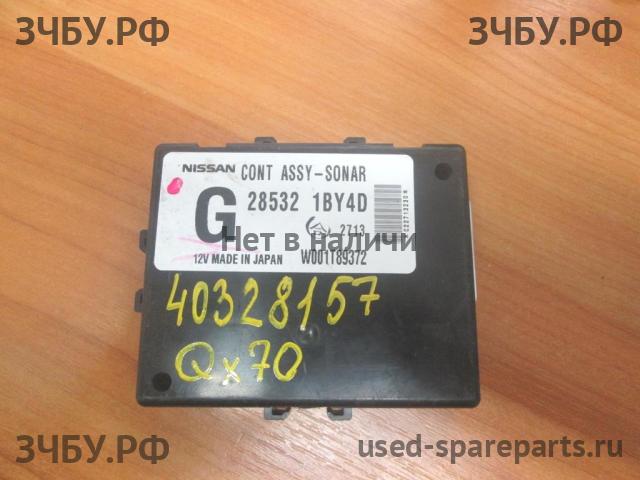 ЗЧБУ.РФ
ЗЧБУ.РФ
NISSAN CONT ASSY-SONAR
G 28532 1BY4D
2713
Нет в наличи
12V MADE IN JAPAN W001T89372
40328157
Qx70
ЗЧБУ.РФ
used-spareparts.ru